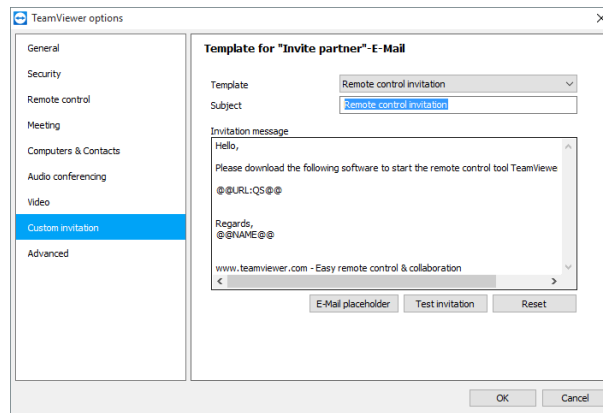 TeamViewer options
General
Security
Remote control
Meeting
Computers & Contacts
Audio conferencing
Video
Custom invitation
Advanced
Template for "Invite partner"-E-Mail
Template Remote control invitation
Subject Remote control invitation
Invitation message
Hello,
Please download the following software to start the remote control tool TeamViewe
@@URL:QS@@
Regards,
@@NAME@@
www.teamviewer.com - Easy remote control & collaboration
E-Mail placeholder Test invitation Reset
OK Cancel